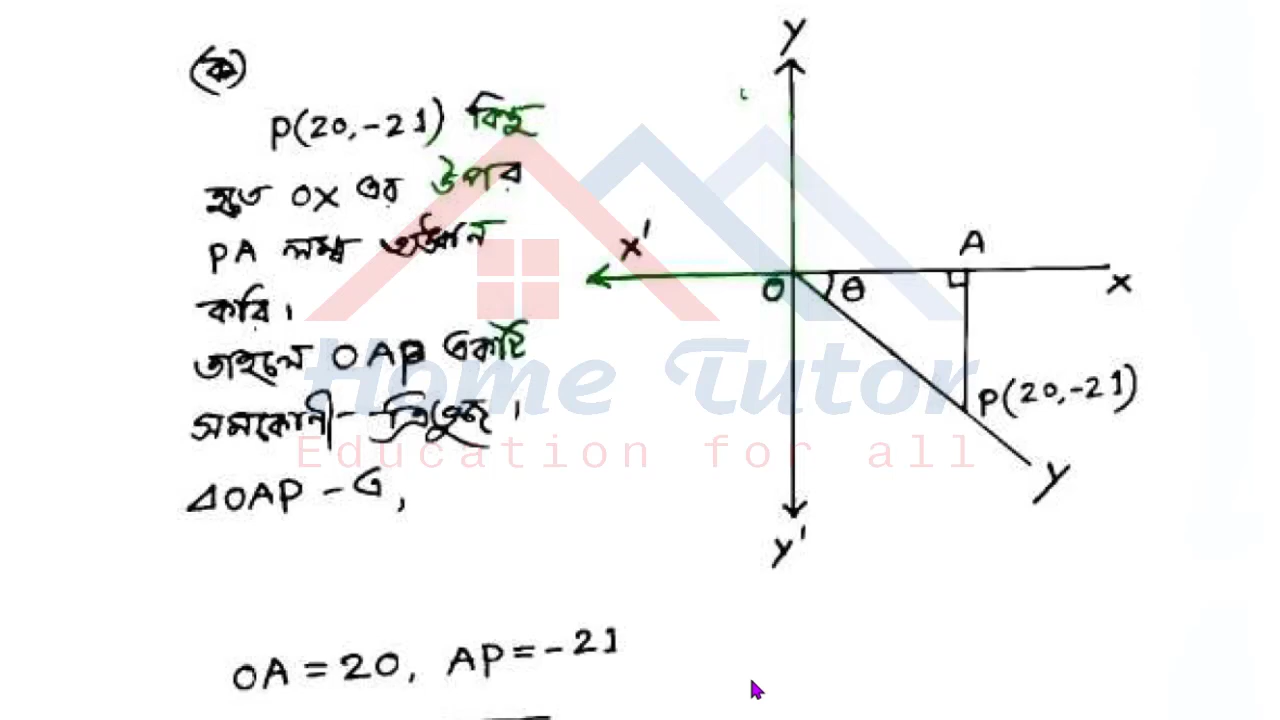 (ক)
P(20,-21) বিন্দু
হতে OX এর উপর
PA লম্ব অঙ্কন
করি।
তাহলে OAP একটি
সমকোনী ত্রিভুজ।
ΔOAP - এ,
OA = 20, AP = -21
y
x'
A
O
θ
x
P(20,-21)
y
y'
Home Tutor
Education for all